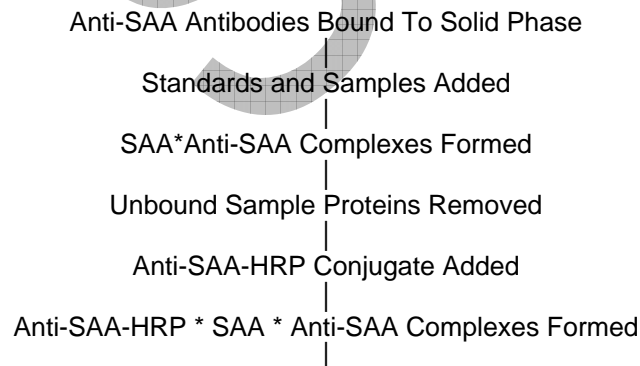 Anti-SAA Antibodies Bound To Solid Phase
Standards and Samples Added
SAA*Anti-SAA Complexes Formed
Unbound Sample Proteins Removed
Anti-SAA-HRP Conjugate Added
Anti-SAA-HRP * SAA * Anti-SAA Complexes Formed